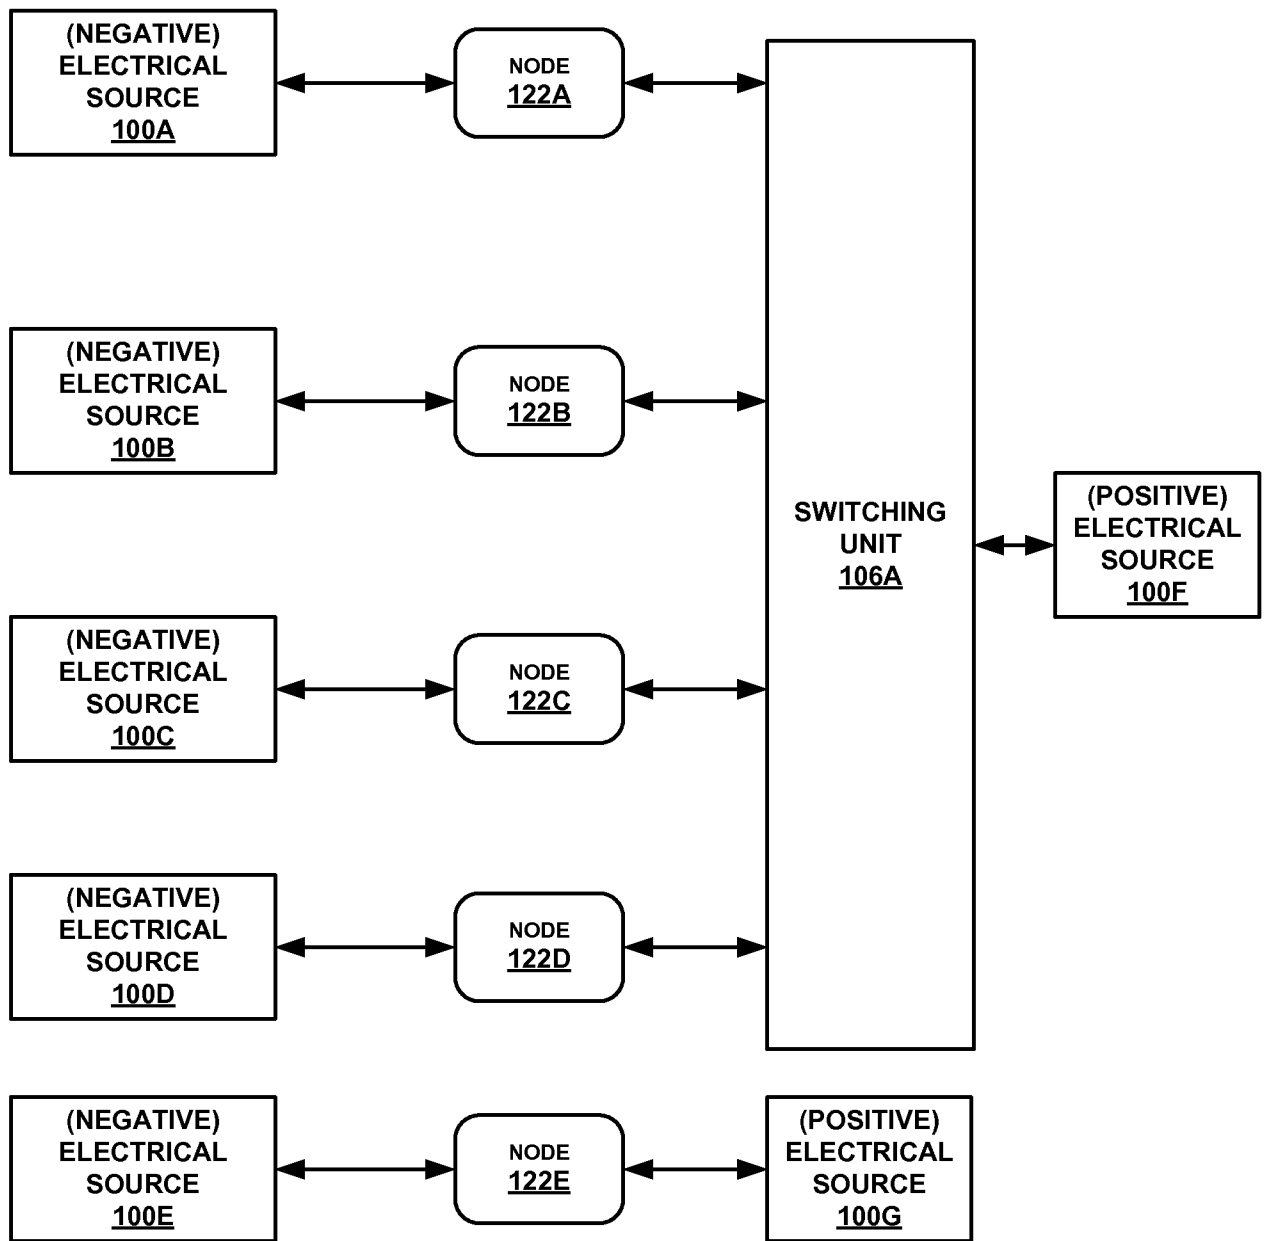 (NEGATIVE)
ELECTRICAL
SOURCE
100A
NODE
122A
(NEGATIVE)
ELECTRICAL
SOURCE
100B
NODE
122B
SWITCHING
UNIT
106A
(POSITIVE)
ELECTRICAL
SOURCE
100F
(NEGATIVE)
ELECTRICAL
SOURCE
100C
NODE
122C
(NEGATIVE)
ELECTRICAL
SOURCE
100D
NODE
122D
(NEGATIVE)
ELECTRICAL
SOURCE
100E
NODE
122E
(POSITIVE)
ELECTRICAL
SOURCE
100G